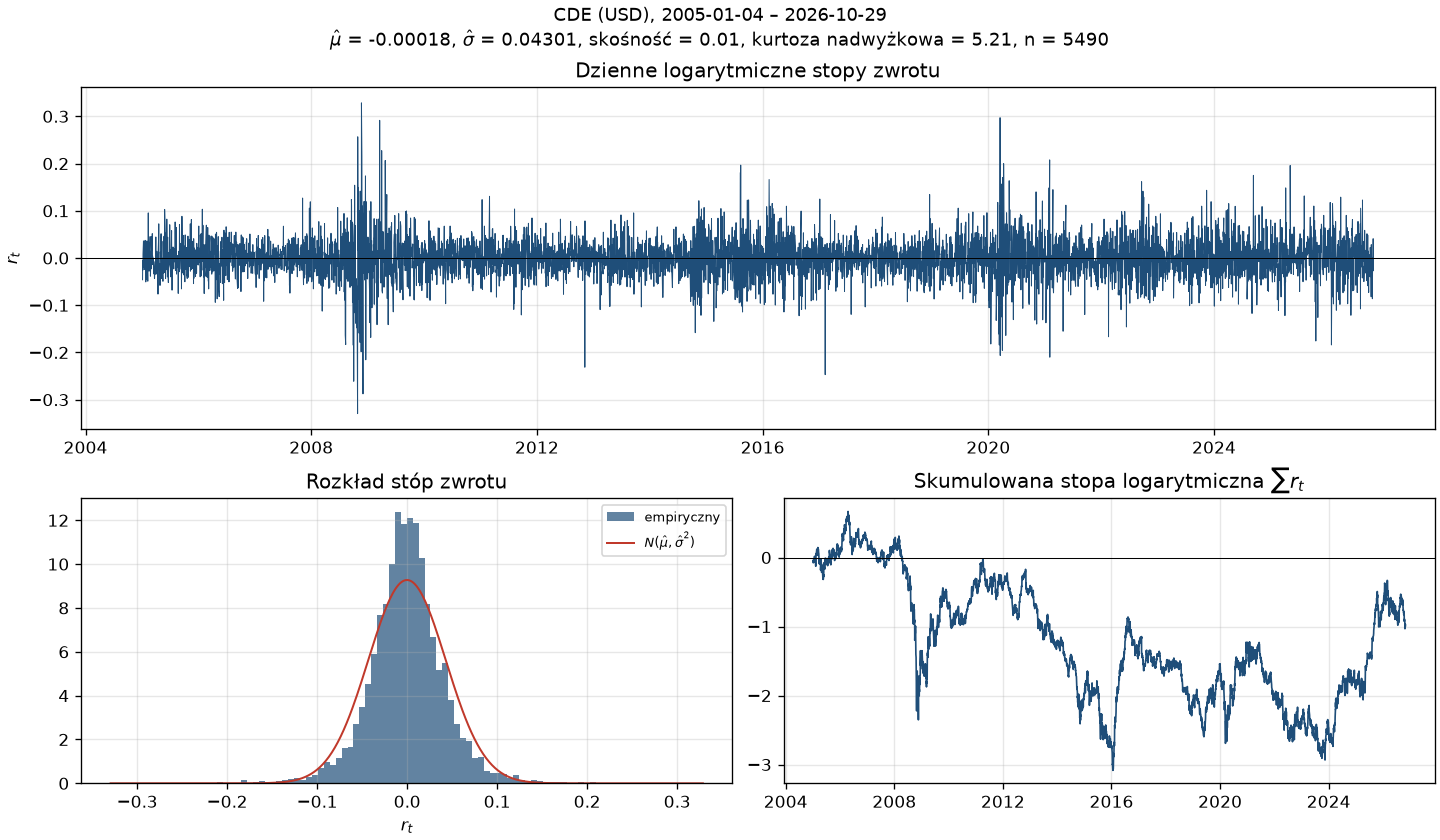 CDE (USD), 2005-01-04 – 2026-10-29
μ̂ = -0.00018, σ̂ = 0.04301, skośność = 0.01, kurtoza nadwyżkowa = 5.21, n = 5490
Dzienne logarytmiczne stopy zwrotu
r_t
0.3
0.2
0.1
0.0
−0.1
−0.2
−0.3
2004 2008 2012 2016 2020 2024
Rozkład stóp zwrotu
empiryczny
N(μ̂, σ̂²)
12
10
8
6
4
2
0
−0.3 −0.2 −0.1 0.0 0.1 0.2 0.3
r_t
Skumulowana stopa logarytmiczna ∑r_t
0
−1
−2
−3
2004 2008 2012 2016 2020 2024